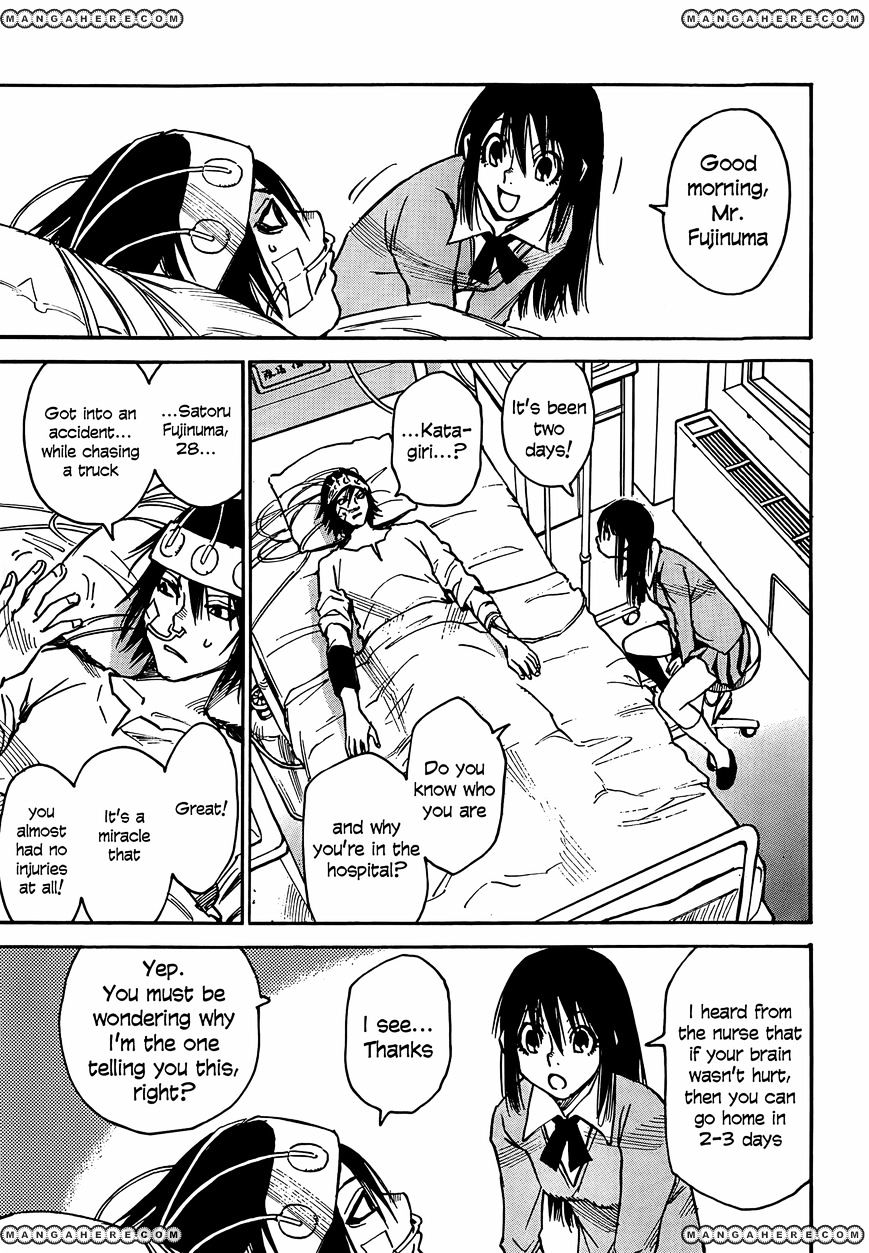 MANGAHERE.COM
MANGAHERE.COM
Good
morning,
Mr.
Fujinuma
It's been
two
days!
...Kata-
giri...?
Do you
know who
you are
and why
you're in the
hospital?
...Satoru
Fujinuma,
28...
Got into an
accident...
while chasing
a truck
Great!
It's a
miracle
that
you
almost
had no
injuries
at all!
I heard from
the nurse that
if your brain
wasn't hurt,
then you can
go home in
2-3 days
I see...
Thanks
Yep.
You must be
wondering why
I'm the one
telling you this,
right?
MANGAHERE.COM
MANGAHERE.COM